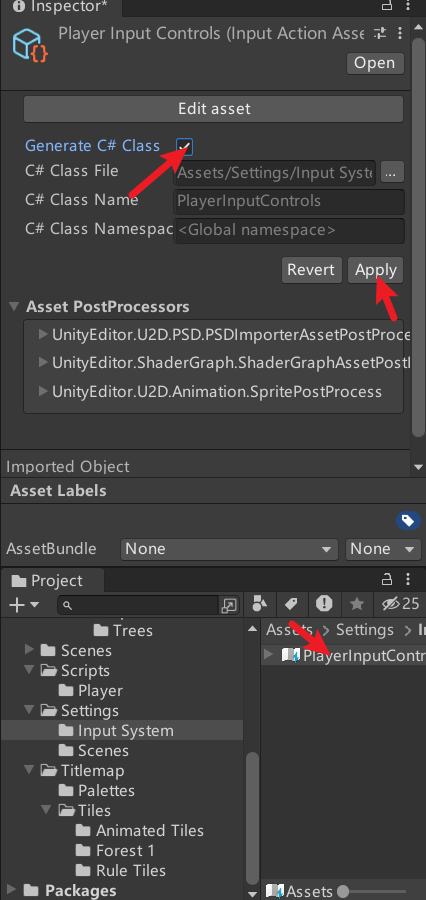 Inspector*
Player Input Controls (Input Action Asse
Open
Edit asset
Generate C# Class
C# Class File
Assets/Settings/Input Syste
...
C# Class Name
PlayerInputControls
C# Class Namespac
<Global namespace>
Revert
Apply
Asset PostProcessors
UnityEditor.U2D.PSD.PSDImporterAssetPostProce
UnityEditor.ShaderGraph.ShaderGraphAssetPostP
UnityEditor.U2D.Animation.SpritePostProcess
Imported Object
Asset Labels
AssetBundle
None
None
Project
25
Trees
Assets > Settings > In
Scenes
PlayerInputContr
Scripts
Player
Settings
Input System
Scenes
Titlemap
Palettes
Tiles
Animated Tiles
Forest 1
Rule Tiles
Packages
Assets